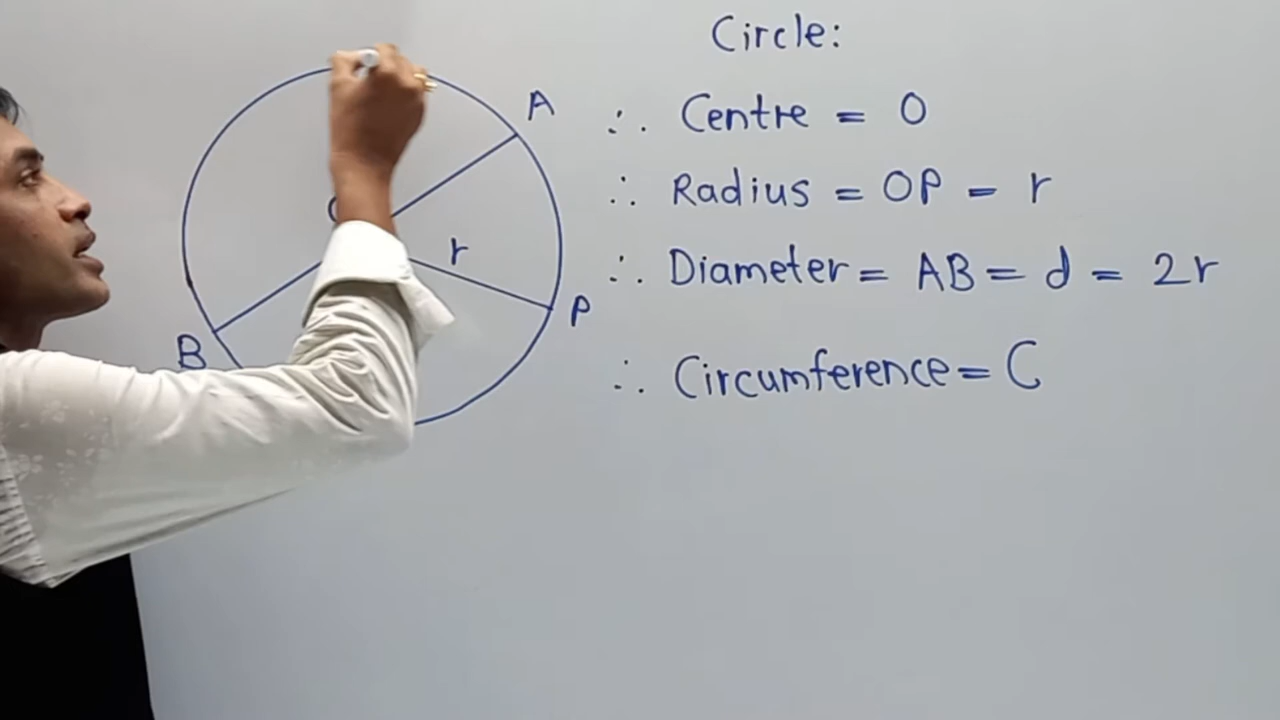 Circle:
A
∴ Centre = O
∴ Radius = OP = r
r
∴ Diameter = AB = d = 2r
P
B
∴ Circumference = C